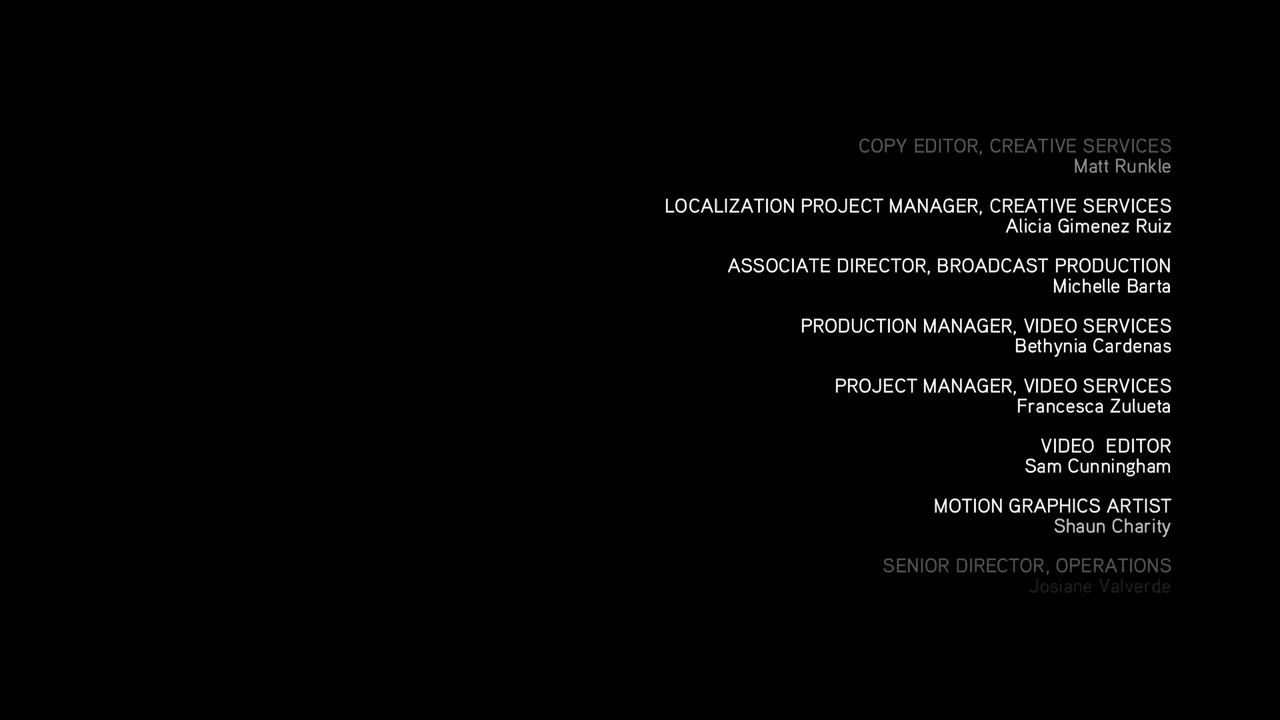 COPY EDITOR, CREATIVE SERVICES
Matt Runkle
LOCALIZATION PROJECT MANAGER, CREATIVE SERVICES
Alicia Gimenez Ruiz
ASSOCIATE DIRECTOR, BROADCAST PRODUCTION
Michelle Barta
PRODUCTION MANAGER, VIDEO SERVICES
Bethynia Cardenas
PROJECT MANAGER, VIDEO SERVICES
Francesca Zulueta
VIDEO  EDITOR
Sam Cunningham
MOTION GRAPHICS ARTIST
Shaun Charity
SENIOR DIRECTOR, OPERATIONS
Josiane Valverde